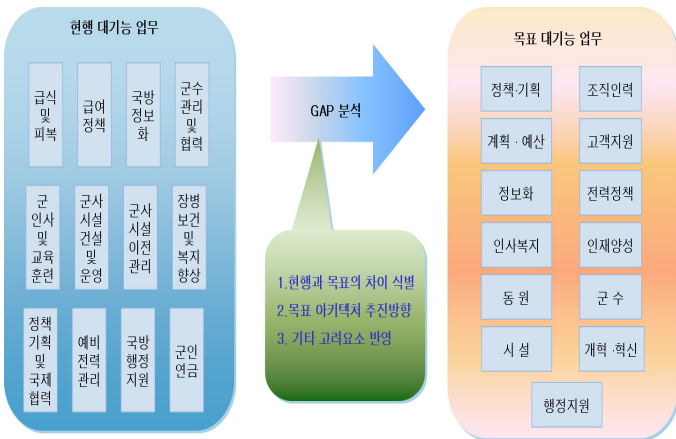 현행 대기능 업무
급식
및
피복
급여
정책
국방
정보
화
군수
관리
및
협력
군
인사
및
교육
훈련
군사
시설
건설
및
운영
군사
시설
이전
관리
장병
보건
및
복지
향상
정책
기획
및
국제
협력
예비
전력
관리
국방
행정
지원
군인
연금
GAP 분석
1.현행과 목표의 차이 식별
2.목표 아키텍처 추진방향
3. 기타 고려요소 반영
목표 대기능 업무
정책·기획
조직인력
계획 · 예산
고객지원
정보화
전력정책
인사복지
인재양성
동 원
군 수
시 설
개혁 ·혁신
행정지원